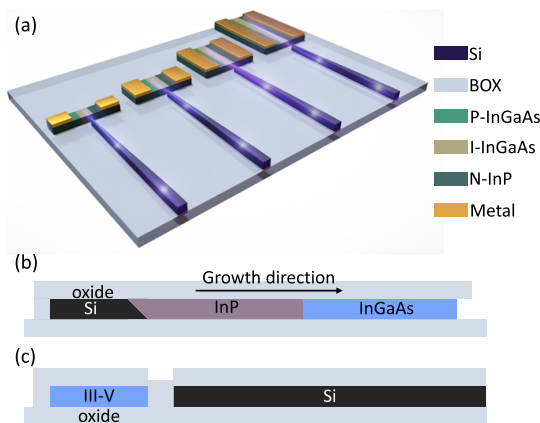 (a)
Si
BOX
P-InGaAs
I-InGaAs
N-InP
Metal
(b)
Growth direction
oxide
Si
InP
InGaAs
(c)
III-V
Si
oxide